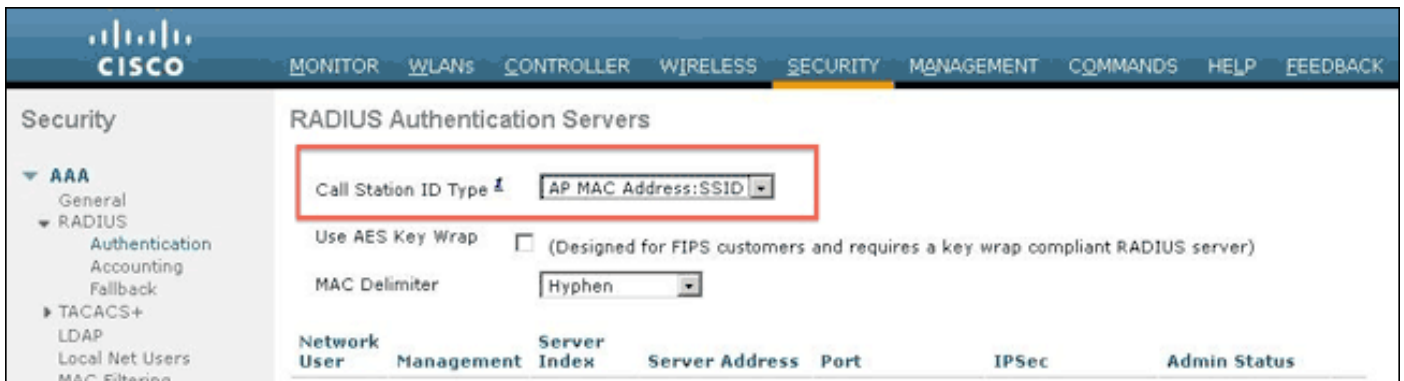 CISCO
MONITOR WLANs CONTROLLER WIRELESS SECURITY MANAGEMENT COMMANDS HELP FEEDBACK
Security
AAA
General
RADIUS
Authentication
Accounting
Fallback
TACACS+
LDAP
Local Net Users
MAC Filtering
RADIUS Authentication Servers
Call Station ID Type 1 AP MAC Address:SSID
Use AES Key Wrap (Designed for FIPS customers and requires a key wrap compliant RADIUS server)
MAC Delimiter Hyphen
Network User Management Server Index Server Address Port IPSec Admin Status